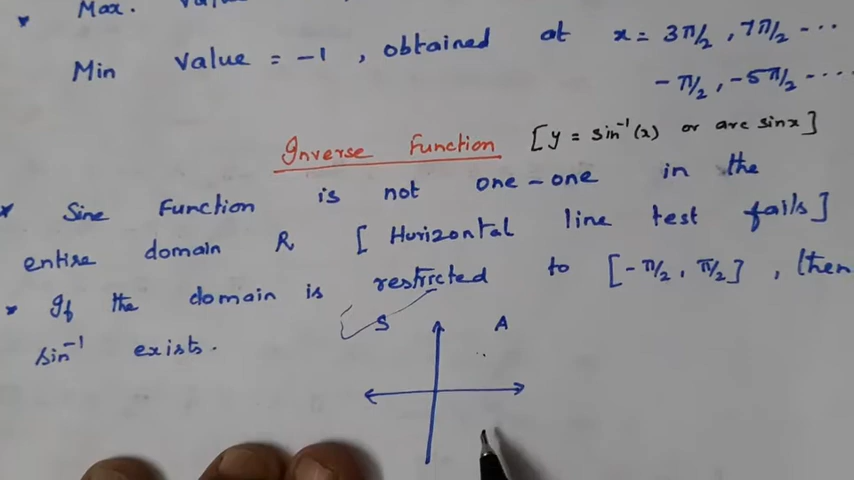 * Max. Value
Min Value = -1 , obtained at x = 3π/2 , 7π/2 ---
-π/2 , -5π/2 ----
Inverse Function [y = sin⁻¹(x) or arc sinx]
* Sine Function is not one-one in the
entire domain R [Hurizontal line test fails]
* If the domain is restricted to [-π/2, π/2] , then
sin⁻¹ exists.
S A